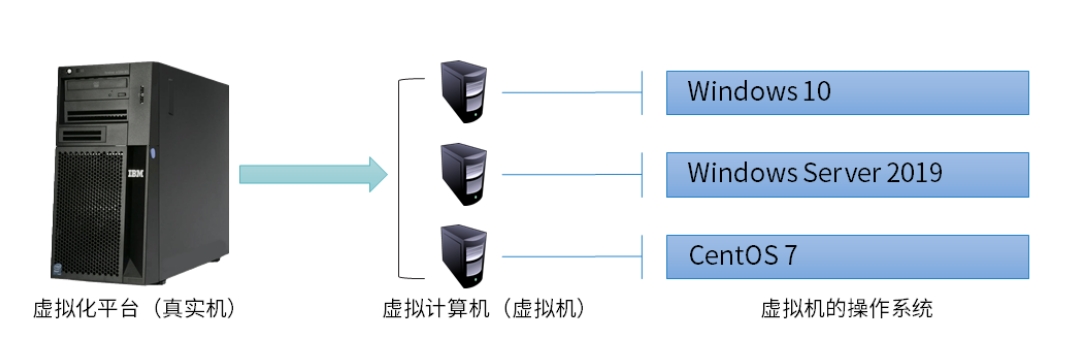 Windows 10
IBM
Windows Server 2019
CentOS 7
虚拟化平台（真实机）
虚拟计算机（虚拟机）
虚拟机的操作系统